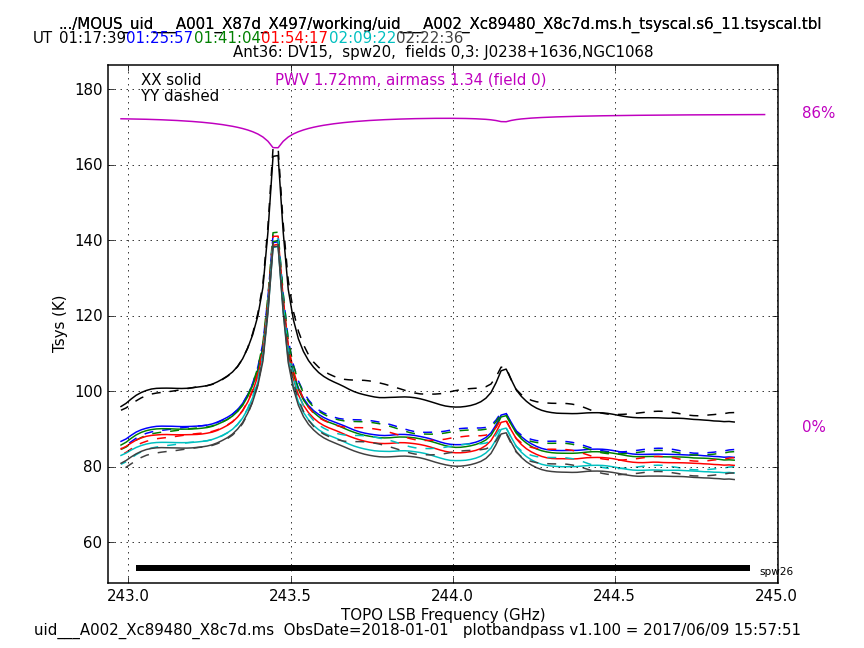 .../MOUS_uid___A001_X87d_X497/working/uid___A002_Xc89480_X8c7d.ms.h_tsyscal.s6_11.tsyscal.tbl
UT 01:17:39 01:25:57 01:41:04 01:54:17 02:09:22 02:22:36
Ant36: DV15,  spw20,  fields 0,3: J0238+1636,NGC1068
XX solid
YY dashed
PWV 1.72mm, airmass 1.34 (field 0)
86%
0%
180
160
140
120
100
80
60
Tsys (K)
spw26
243.0 243.5 244.0 244.5 245.0
TOPO LSB Frequency (GHz)
uid___A002_Xc89480_X8c7d.ms  ObsDate=2018-01-01   plotbandpass v1.100 = 2017/06/09 15:57:51